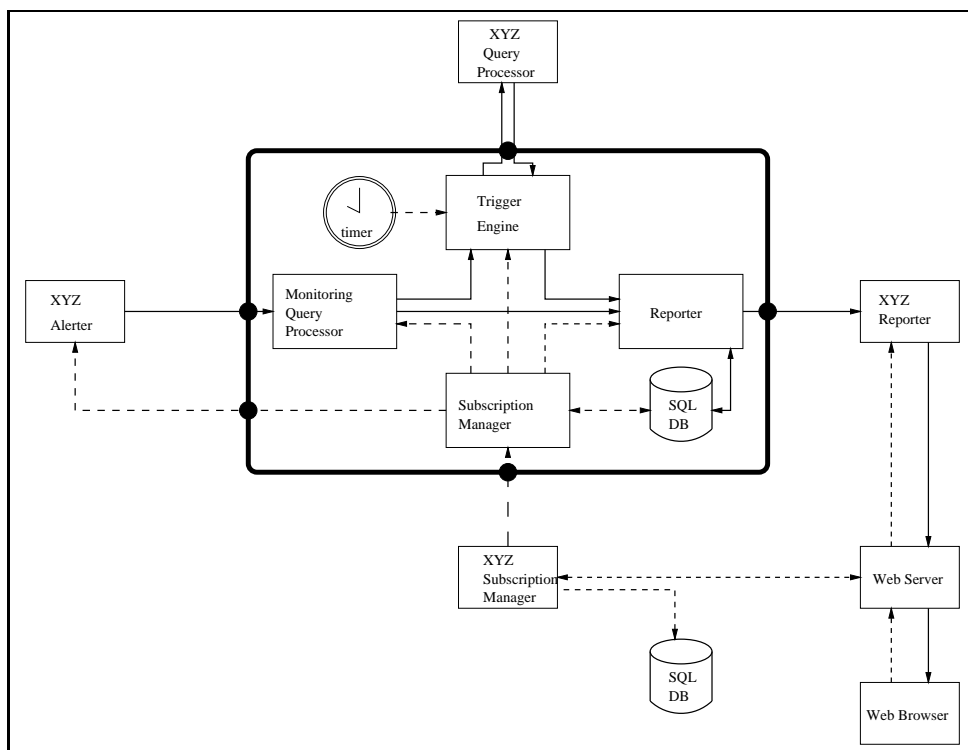 XYZ
Query
Processor
Trigger
Engine
timer
Monitoring
Query
Processor
Reporter
XYZ
Alerter
XYZ
Reporter
Subscription
Manager
SQL
DB
XYZ
Subscription
Manager
Web Server
SQL
DB
Web Browser